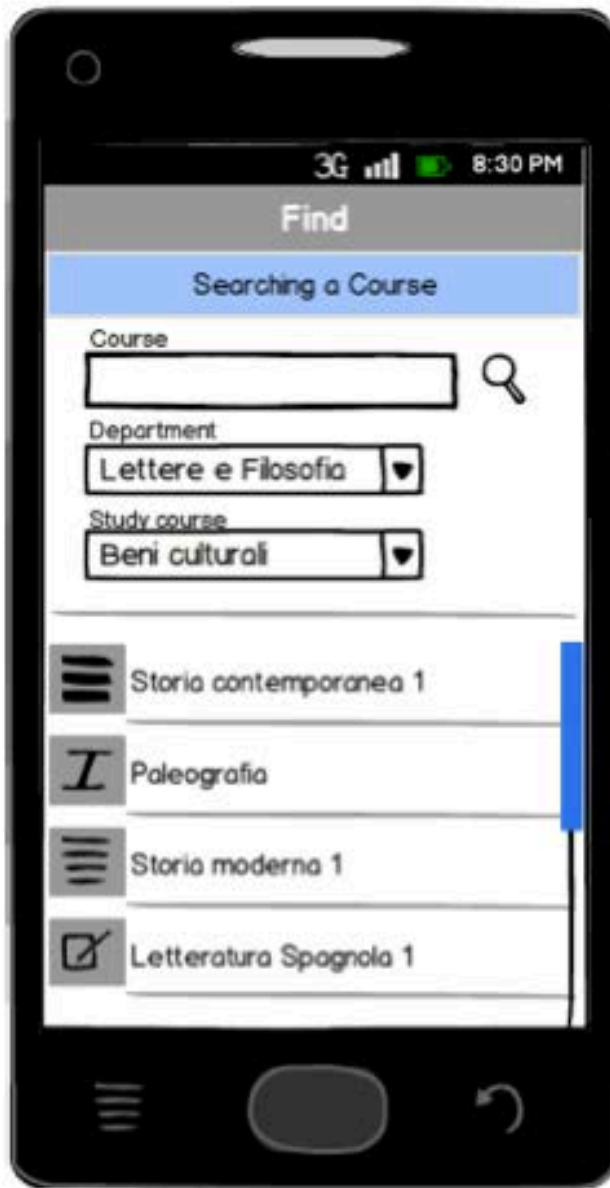 3G 8:30 PM
Find
Searching a Course
Course
Department
Lettere e Filosofia
Study course
Beni culturali
Storia contemporanea 1
Paleografia
Storia moderna 1
Letteratura Spagnola 1